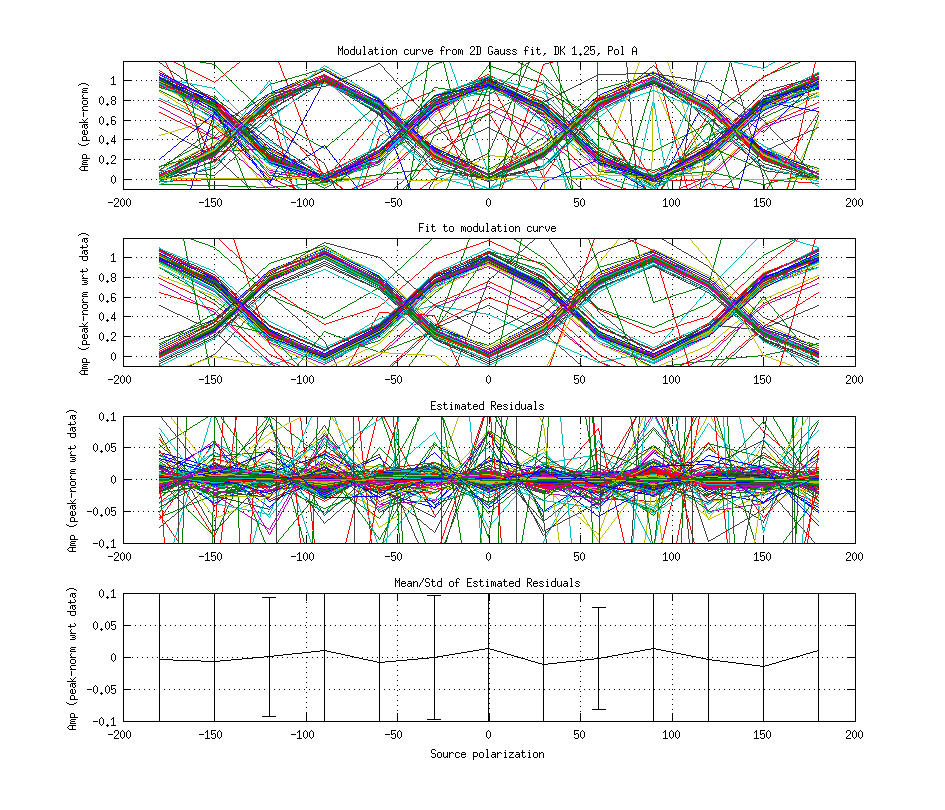 Modulation curve from 2D Gauss fit, DK 1.25, Pol A
Amp (peak-norm)
1
0.8
0.6
0.4
0.2
0
-200 -150 -100 -50 0 50 100 150 200
Fit to modulation curve
Amp (peak-norm wrt data)
1
0.8
0.6
0.4
0.2
0
-200 -150 -100 -50 0 50 100 150 200
Estimated Residuals
Amp (peak-norm wrt data)
0.1
0.05
0
-0.05
-0.1
-200 -150 -100 -50 0 50 100 150 200
Mean/Std of Estimated Residuals
Amp (peak-norm wrt data)
0.1
0.05
0
-0.05
-0.1
-200 -150 -100 -50 0 50 100 150 200
Source polarization